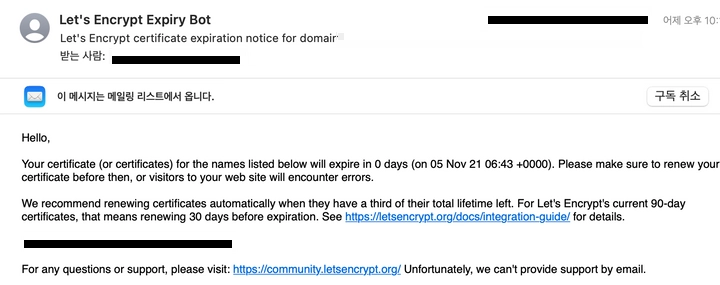 Let's Encrypt Expiry Bot
어제 오후 10:
Let's Encrypt certificate expiration notice for domain
받는 사람:
이 메시지는 메일링 리스트에서 옵니다.
구독 취소
Hello,
Your certificate (or certificates) for the names listed below will expire in 0 days (on 05 Nov 21 06:43 +0000). Please make sure to renew your
certificate before then, or visitors to your web site will encounter errors.
We recommend renewing certificates automatically when they have a third of their total lifetime left. For Let's Encrypt's current 90-day
certificates, that means renewing 30 days before expiration. See https://letsencrypt.org/docs/integration-guide/ for details.
For any questions or support, please visit: https://community.letsencrypt.org/ Unfortunately, we can't provide support by email.